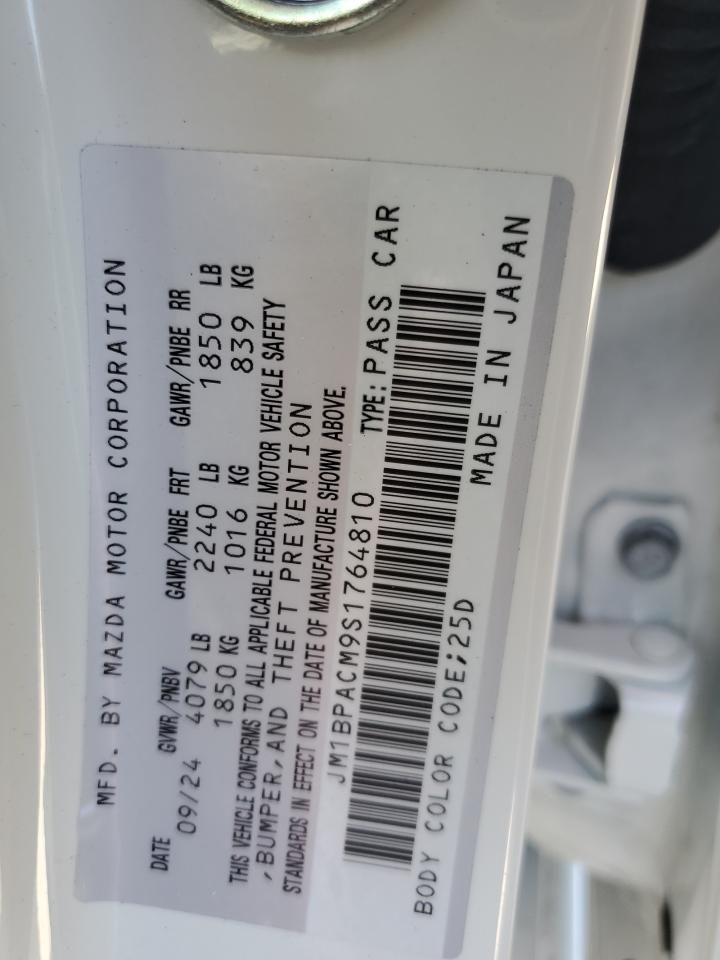 MFD. BY MAZDA MOTOR CORPORATION
DATE GVWR/PNBV GAWR/PNBE FRT GAWR/PNBE RR
09/24 4079 LB 2240 LB 1850 LB
1850 KG 1016 KG 839 KG
THIS VEHICLE CONFORMS TO ALL APPLICABLE FEDERAL MOTOR VEHICLE SAFETY
,BUMPER,AND THEFT PREVENTION
STANDARDS IN EFFECT ON THE DATE OF MANUFACTURE SHOWN ABOVE.
JM1BPACM9S1764810 TYPE:PASS CAR
BODY COLOR CODE;25D MADE IN JAPAN